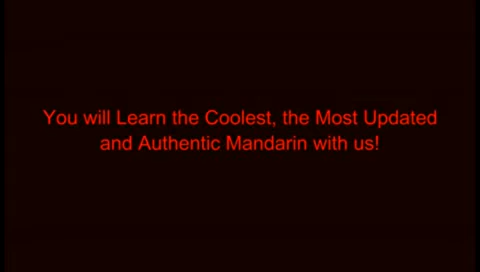 You will Learn the Coolest, the Most Updated
and Authentic Mandarin with us!